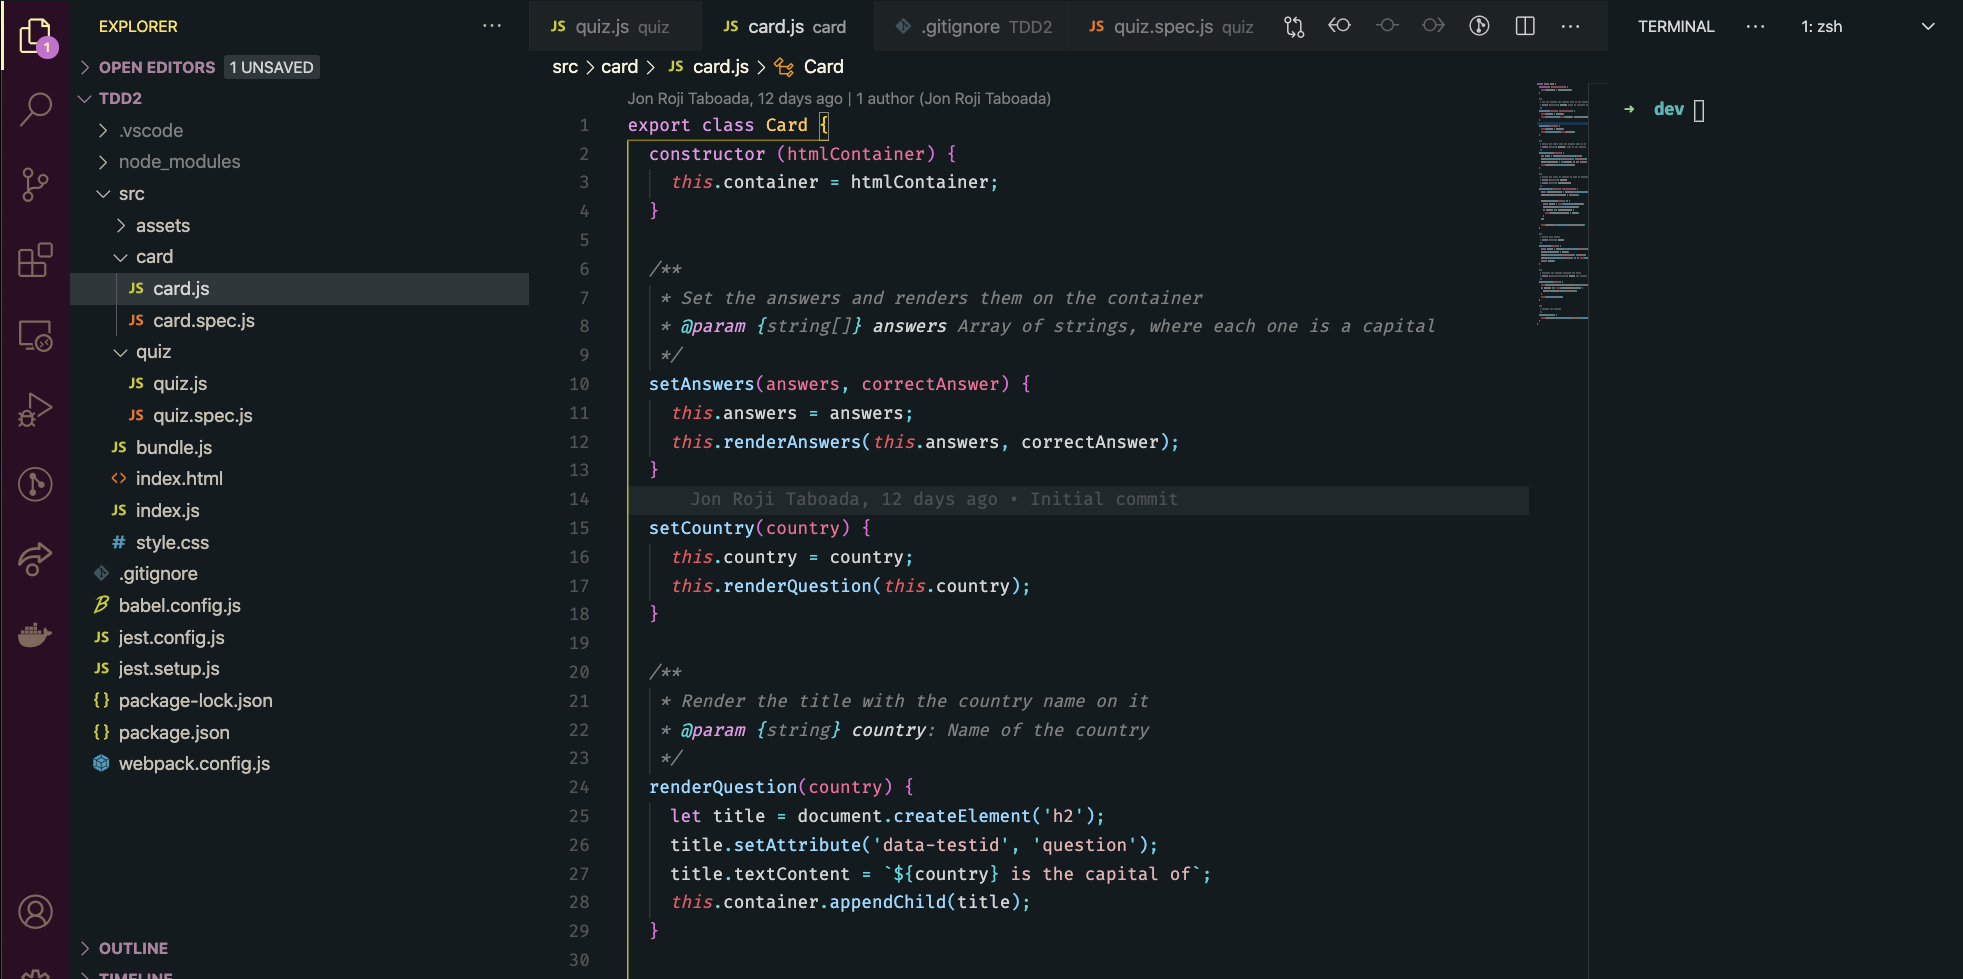 EXPLORER
OPEN EDITORS 1 UNSAVED
TDD2
.vscode
node_modules
src
assets
card
JS card.js
JS card.spec.js
quiz
JS quiz.js
JS quiz.spec.js
JS bundle.js
<> index.html
JS index.js
# style.css
.gitignore
babel.config.js
JS jest.config.js
JS jest.setup.js
{} package-lock.json
{} package.json
webpack.config.js
OUTLINE
TIMELINE
1
JS quiz.js quiz
JS card.js card
.gitignore TDD2
JS quiz.spec.js quiz
src > card > JS card.js > Card
Jon Roji Taboada, 12 days ago | 1 author (Jon Roji Taboada)
1 export class Card {
2 constructor (htmlContainer) {
3 this.container = htmlContainer;
4 }
5
6 /**
7 * Set the answers and renders them on the container
8 * @param {string[]} answers Array of strings, where each one is a capital
9 */
10 setAnswers(answers, correctAnswer) {
11 this.answers = answers;
12 this.renderAnswers(this.answers, correctAnswer);
13 }
14 Jon Roji Taboada, 12 days ago • Initial commit
15 setCountry(country) {
16 this.country = country;
17 this.renderQuestion(this.country);
18 }
19
20 /**
21 * Render the title with the country name on it
22 * @param {string} country: Name of the country
23 */
24 renderQuestion(country) {
25 let title = document.createElement('h2');
26 title.setAttribute('data-testid', 'question');
27 title.textContent = `${country} is the capital of`;
28 this.container.appendChild(title);
29 }
30
TERMINAL ··· 1: zsh
→ dev